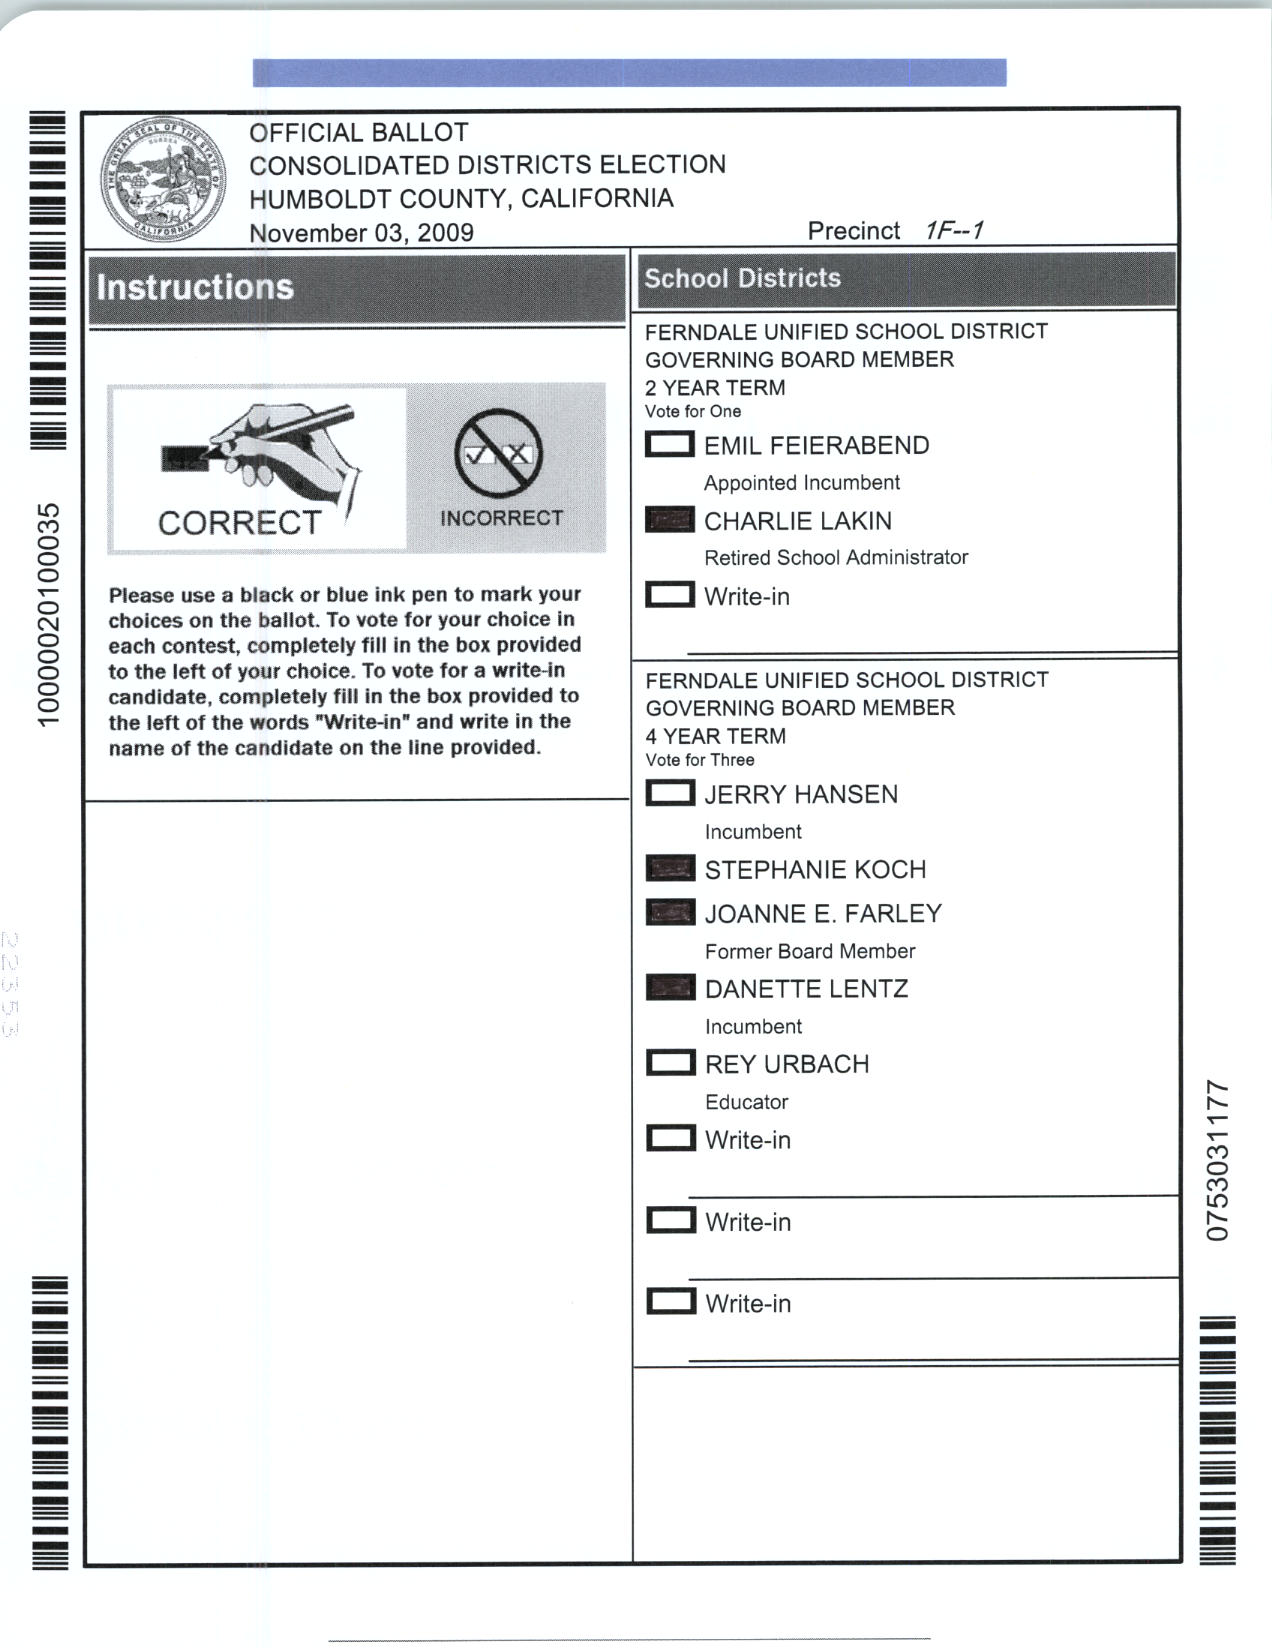 OFFICIAL BALLOT
CONSOLIDATED DISTRICTS ELECTION
HUMBOLDT COUNTY, CALIFORNIA
November 03, 2009
Precinct 1F--1
THE GREAT SEAL OF THE STATE OF CALIFORNIA
EUREKA
Instructions
CORRECT
INCORRECT
Please use a black or blue ink pen to mark your
choices on the ballot. To vote for your choice in
each contest, completely fill in the box provided
to the left of your choice. To vote for a write-in
candidate, completely fill in the box provided to
the left of the words "Write-in" and write in the
name of the candidate on the line provided.
School Districts
FERNDALE UNIFIED SCHOOL DISTRICT
GOVERNING BOARD MEMBER
2 YEAR TERM
Vote for One
EMIL FEIERABEND
Appointed Incumbent
CHARLIE LAKIN
Retired School Administrator
Write-in
FERNDALE UNIFIED SCHOOL DISTRICT
GOVERNING BOARD MEMBER
4 YEAR TERM
Vote for Three
JERRY HANSEN
Incumbent
STEPHANIE KOCH
JOANNE E. FARLEY
Former Board Member
DANETTE LENTZ
Incumbent
REY URBACH
Educator
Write-in
Write-in
Write-in
10000020100035
22353
0753031177